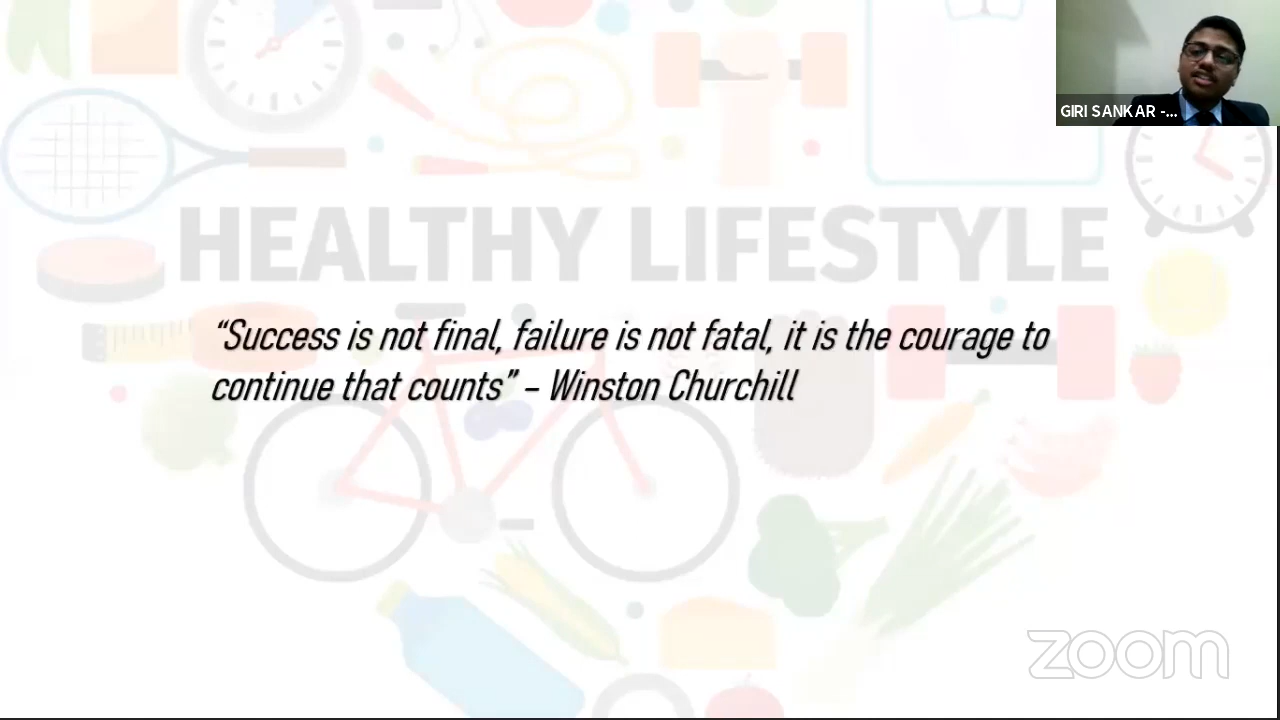 GIRI SANKAR -...
HEALTHY LIFESTYLE
“Success is not final, failure is not fatal, it is the courage to
continue that counts” – Winston Churchill
zoom